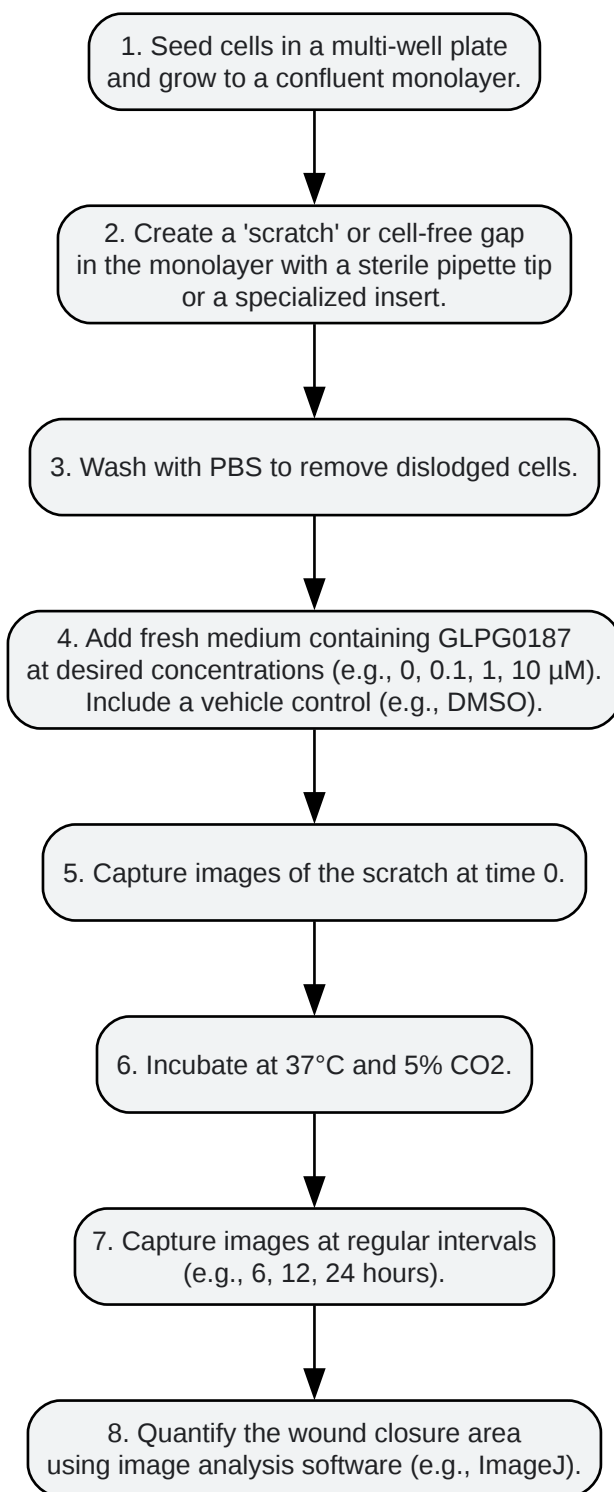 1. Seed cells in a multi-well plate
and grow to a confluent monolayer.
2. Create a 'scratch' or cell-free gap
in the monolayer with a sterile pipette tip
or a specialized insert.
3. Wash with PBS to remove dislodged cells.
4. Add fresh medium containing GLPG0187
at desired concentrations (e.g., 0, 0.1, 1, 10 µM).
Include a vehicle control (e.g., DMSO).
5. Capture images of the scratch at time 0.
6. Incubate at 37°C and 5% CO2.
7. Capture images at regular intervals
(e.g., 6, 12, 24 hours).
8. Quantify the wound closure area
using image analysis software (e.g., ImageJ).